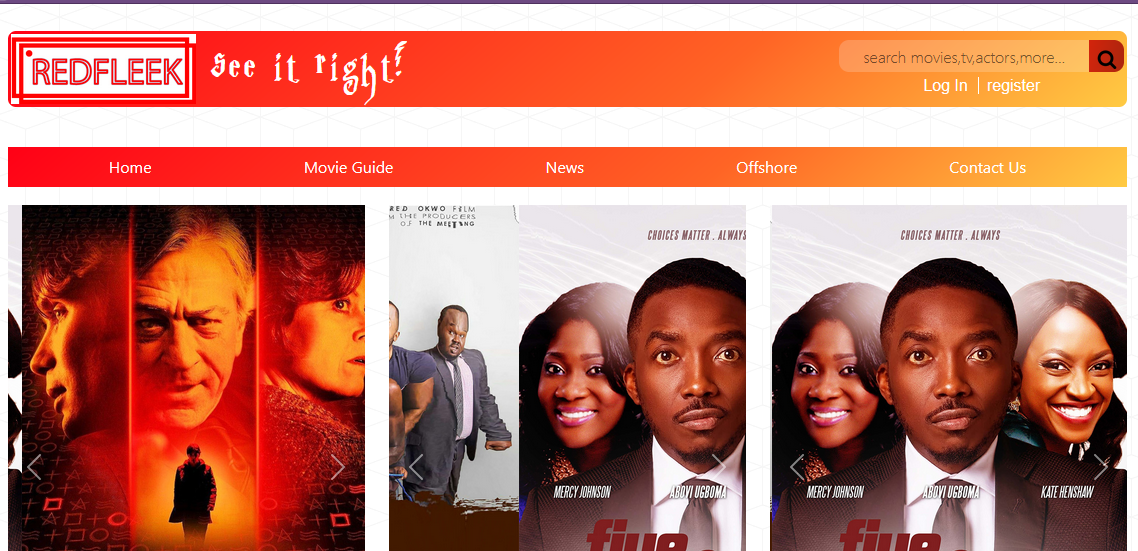 REDFLEEK
See it right!
search movies,tv,actors,more...
Log In | register
Home Movie Guide News Offshore Contact Us
RED OKWO FILM
M THE PRODUCERS
OF THE MEETING
CHOICES MATTER . ALWAYS
CHOICES MATTER . ALWAYS
MERCY JOHNSON ABOVI UGBOMA
MERCY JOHNSON ABOVI UGBOMA KATE HENSHAW
five
five